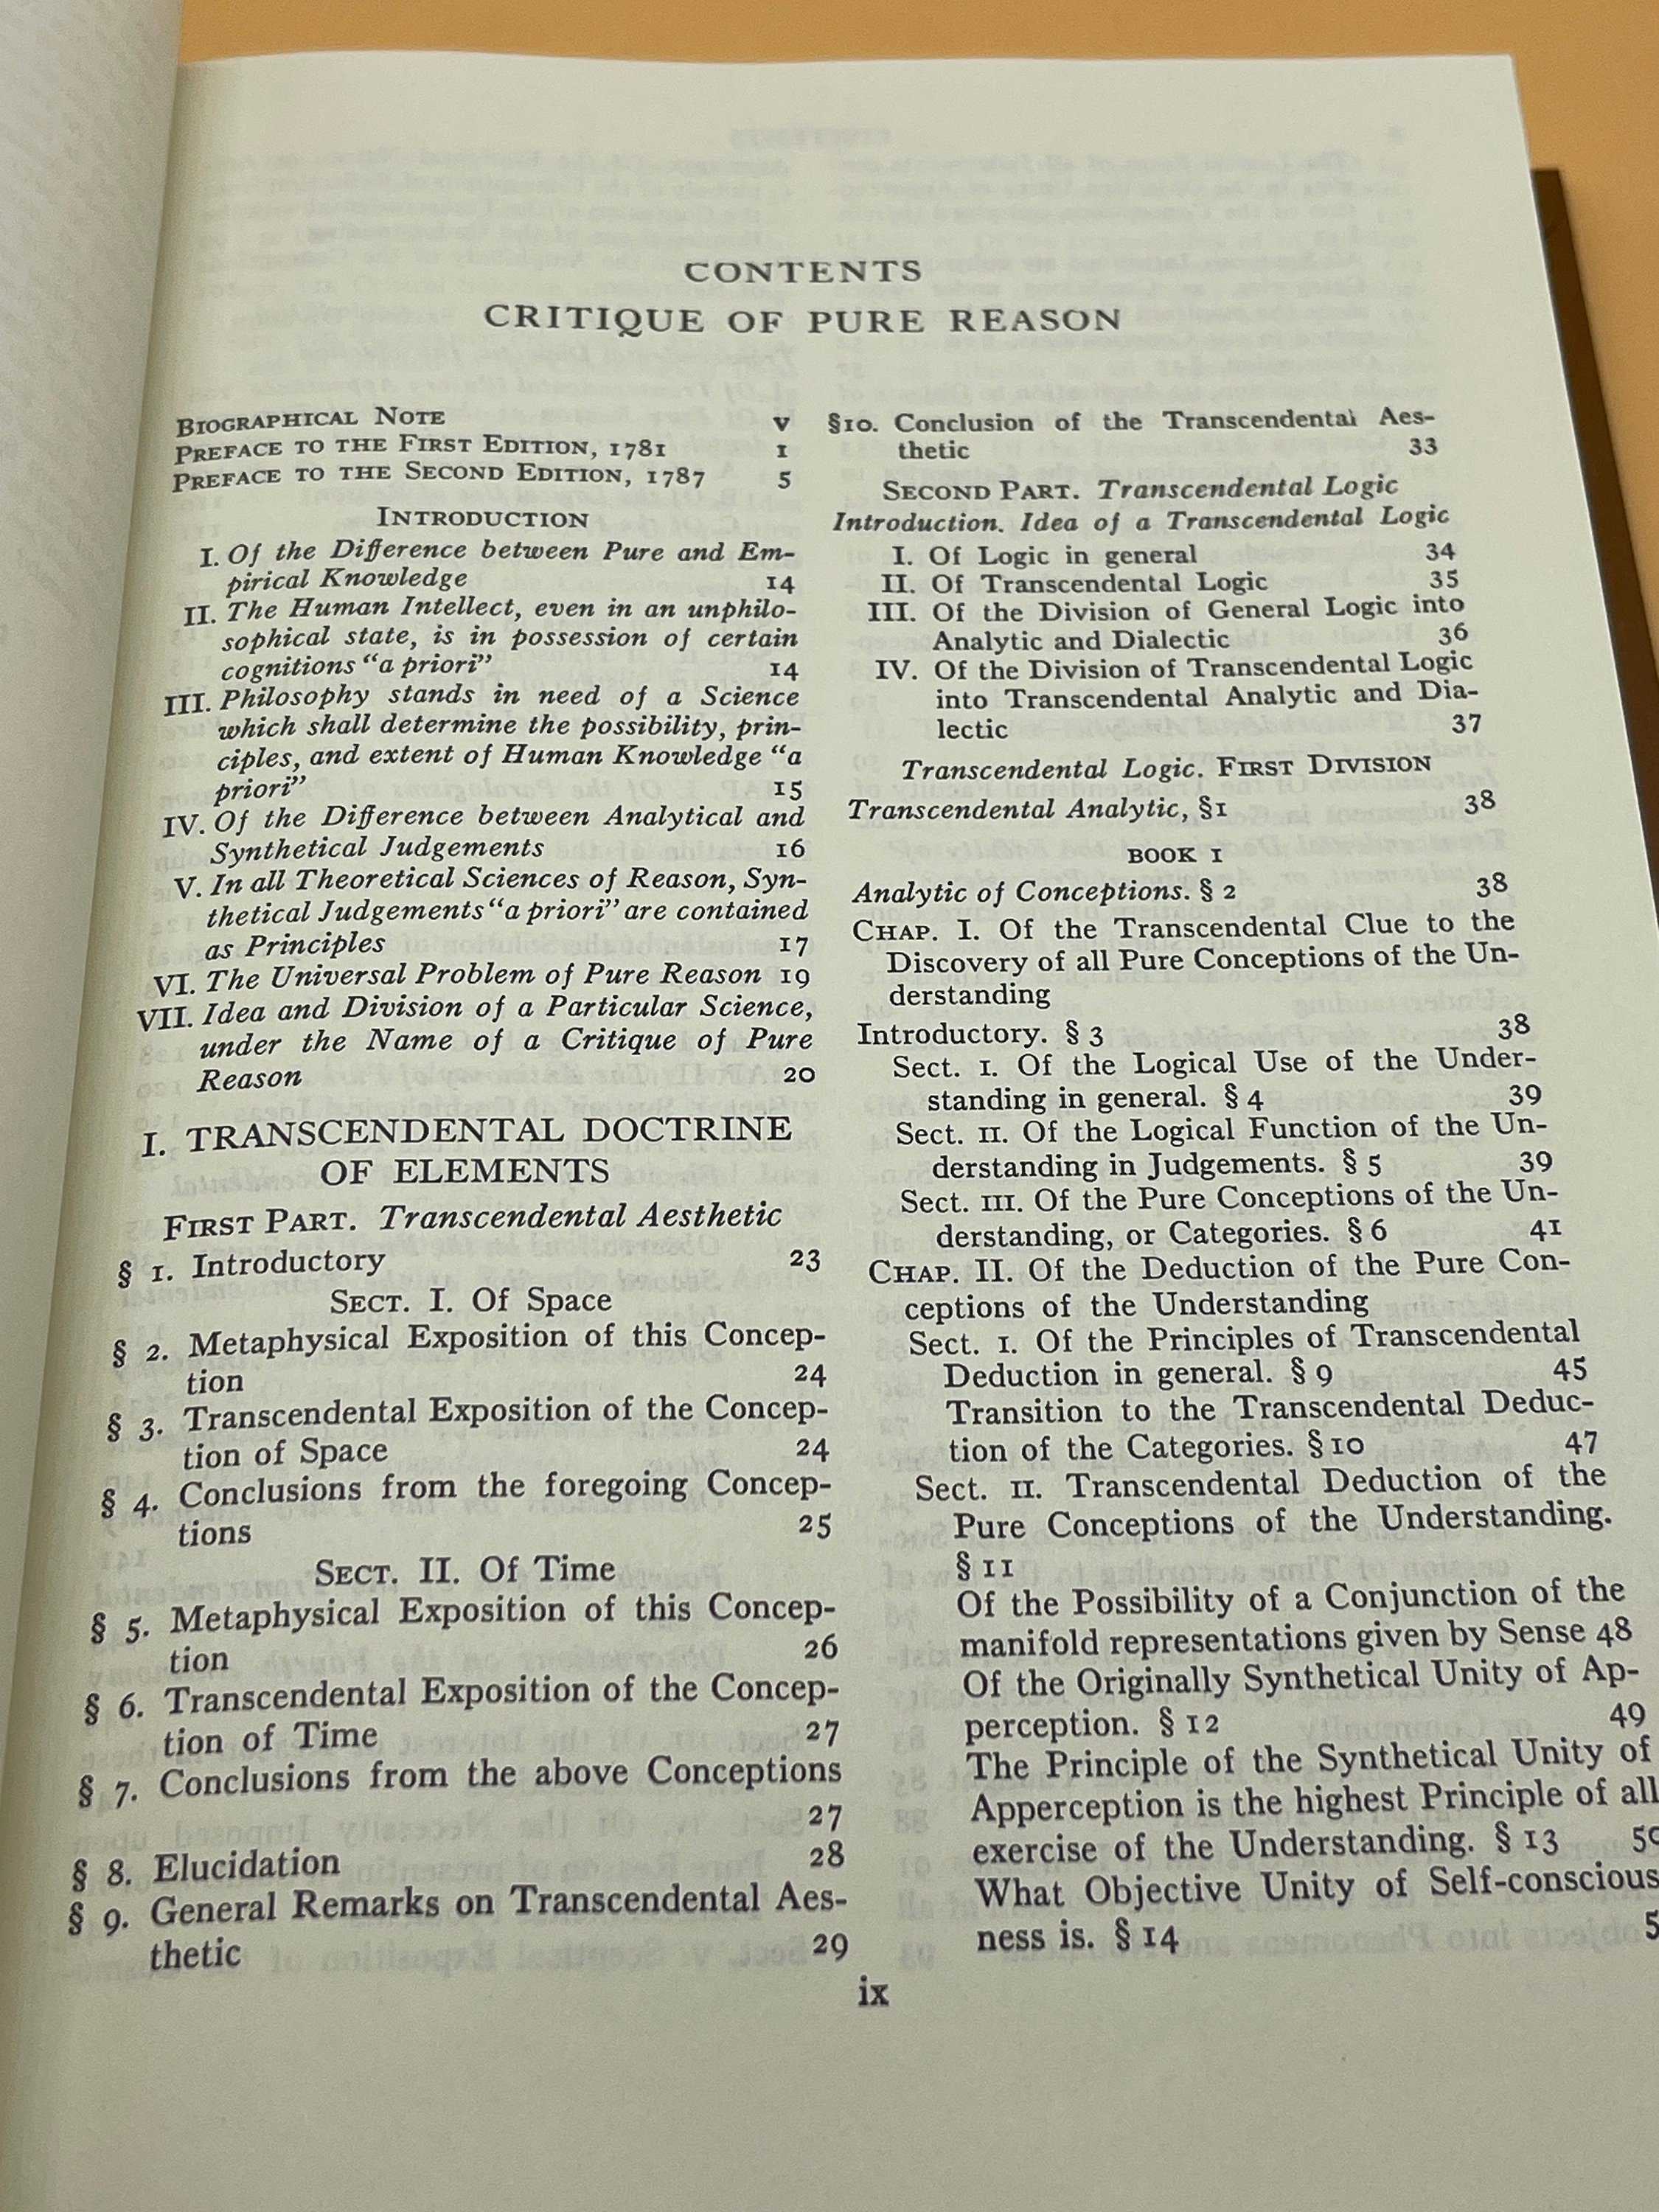 CONTENTS
CRITIQUE OF PURE REASON
BIOGRAPHICAL NOTE v
PREFACE TO THE FIRST EDITION, 1781 1
PREFACE TO THE SECOND EDITION, 1787 5
INTRODUCTION
I. Of the Difference between Pure and Em-
pirical Knowledge 14
II. The Human Intellect, even in an unphilo-
sophical state, is in possession of certain
cognitions “a priori” 14
III. Philosophy stands in need of a Science
which shall determine the possibility, prin-
ciples, and extent of Human Knowledge “a
priori” 15
IV. Of the Difference between Analytical and
Synthetical Judgements 16
V. In all Theoretical Sciences of Reason, Syn-
thetical Judgements “a priori” are contained
as Principles 17
VI. The Universal Problem of Pure Reason 19
VII. Idea and Division of a Particular Science,
under the Name of a Critique of Pure
Reason 20
I. TRANSCENDENTAL DOCTRINE
OF ELEMENTS
FIRST PART. Transcendental Aesthetic
§ 1. Introductory 23
SECT. I. Of Space
§ 2. Metaphysical Exposition of this Concep-
tion 24
§ 3. Transcendental Exposition of the Concep-
tion of Space 24
§ 4. Conclusions from the foregoing Concep-
tions 25
SECT. II. Of Time
§ 5. Metaphysical Exposition of this Concep-
tion 26
§ 6. Transcendental Exposition of the Concep-
tion of Time 27
§ 7. Conclusions from the above Conceptions
27
§ 8. Elucidation 28
§ 9. General Remarks on Transcendental Aes-
thetic 29
§10. Conclusion of the Transcendental Aes-
thetic 33
SECOND PART. Transcendental Logic
Introduction. Idea of a Transcendental Logic
I. Of Logic in general 34
II. Of Transcendental Logic 35
III. Of the Division of General Logic into
Analytic and Dialectic 36
IV. Of the Division of Transcendental Logic
into Transcendental Analytic and Dia-
lectic 37
Transcendental Logic. FIRST DIVISION
Transcendental Analytic, §1 38
BOOK I
Analytic of Conceptions. § 2 38
CHAP. I. Of the Transcendental Clue to the
Discovery of all Pure Conceptions of the Un-
derstanding
Introductory. § 3 38
Sect. I. Of the Logical Use of the Under-
standing in general. § 4 39
Sect. II. Of the Logical Function of the Un-
derstanding in Judgements. § 5 39
Sect. III. Of the Pure Conceptions of the Un-
derstanding, or Categories. § 6 41
CHAP. II. Of the Deduction of the Pure Con-
ceptions of the Understanding
Sect. I. Of the Principles of Transcendental
Deduction in general. § 9 45
Transition to the Transcendental Deduc-
tion of the Categories. § 10 47
Sect. II. Transcendental Deduction of the
Pure Conceptions of the Understanding.
§ 11
Of the Possibility of a Conjunction of the
manifold representations given by Sense 48
Of the Originally Synthetical Unity of Ap-
perception. § 12 49
The Principle of the Synthetical Unity of
Apperception is the highest Principle of all
exercise of the Understanding. § 13
What Objective Unity of Self-conscious
ness is. § 14
ix